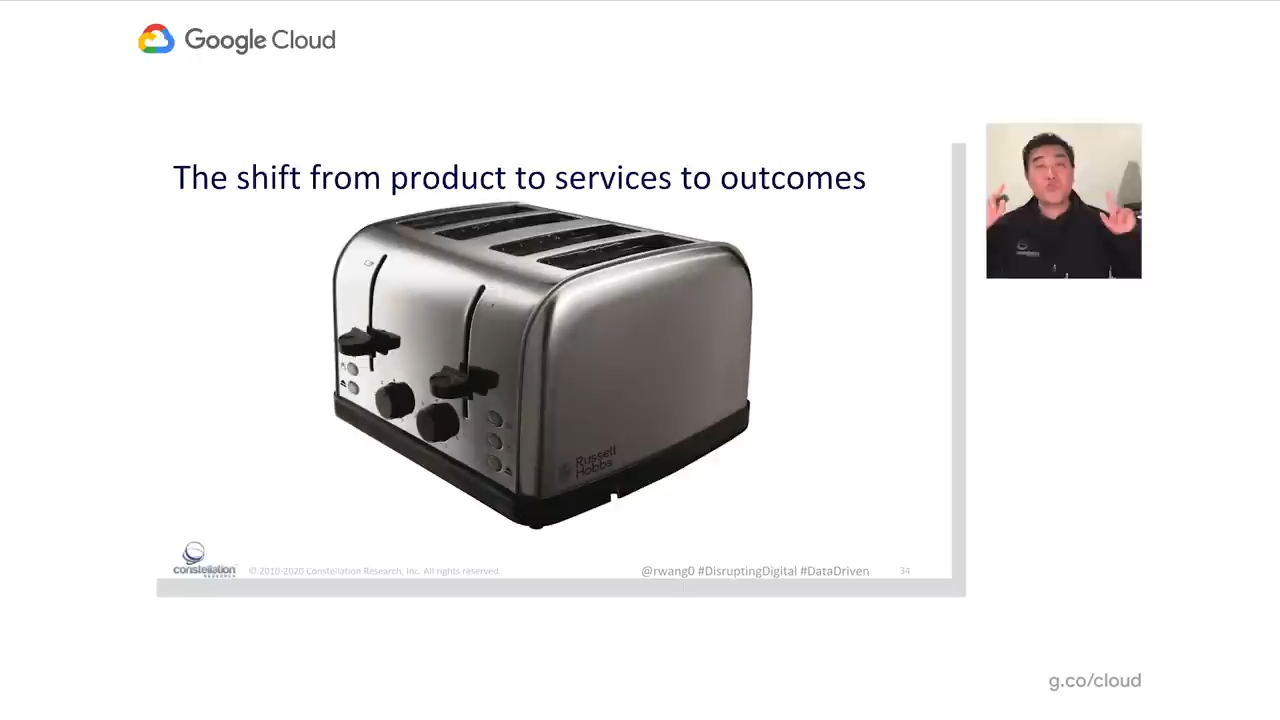 Google Cloud
The shift from product to services to outcomes
Russell
Hobbs
constellation
RESEARCH
© 2010-2020 Constellation Research, Inc. All rights reserved.
@rwang0 #DisruptingDigital #DataDriven
34
g.co/cloud